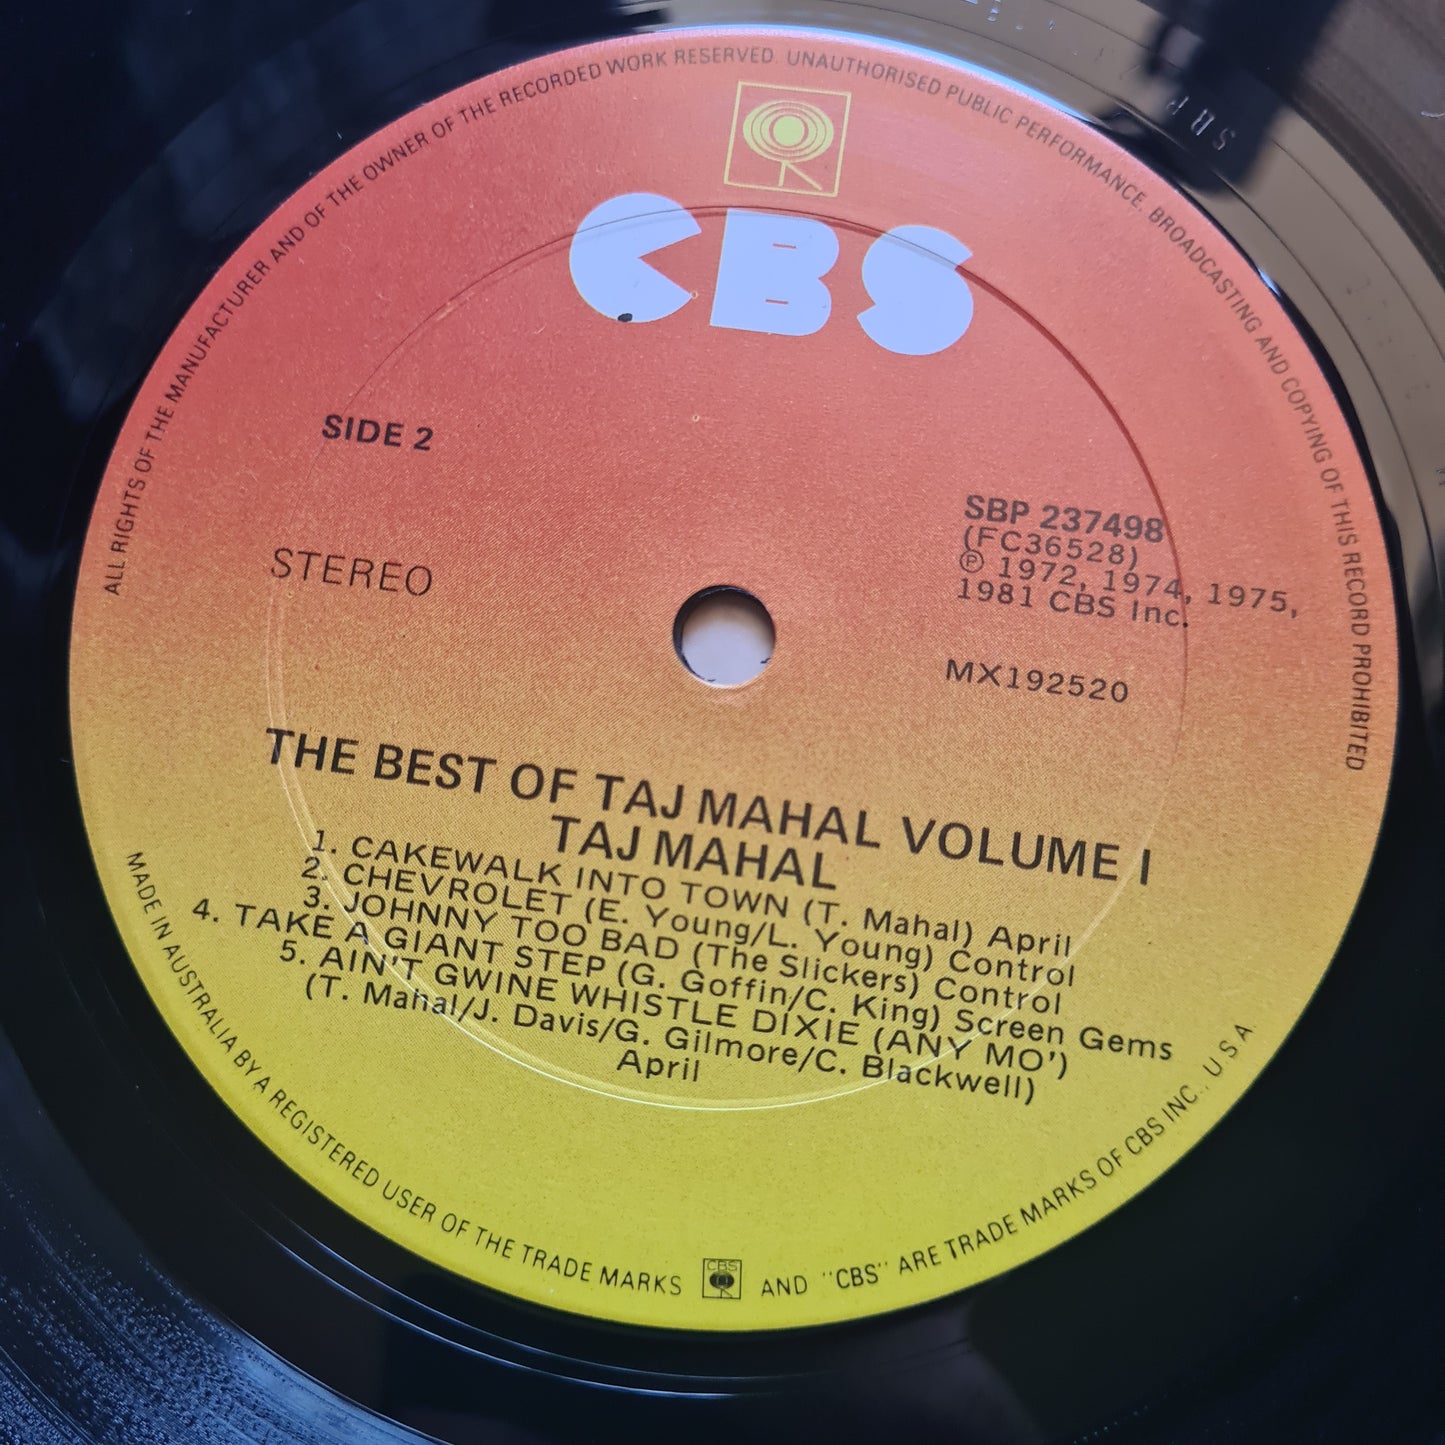 ALL RIGHTS OF THE MANUFACTURER AND OF THE OWNER OF THE RECORDED WORK RESERVED. UNAUTHORISED PUBLIC PERFORMANCE, BROADCASTING AND COPYING OF THIS RECORD PROHIBITED
CBS
SIDE 2
STEREO
SBP 237498
(FC36528)
℗ 1972, 1974, 1975,
1981 CBS Inc.
MX192520
THE BEST OF TAJ MAHAL VOLUME I
TAJ MAHAL
1. CAKEWALK INTO TOWN (T. Mahal) April
2. CHEVROLET (E. Young/L. Young) Control
3. JOHNNY TOO BAD (The Slickers) Control
4. TAKE A GIANT STEP (G. Goffin/C. King) Screen Gems
5. AIN'T GWINE WHISTLE DIXIE (ANY MO')
(T. Mahal/J. Davis/G. Gilmore/C. Blackwell)
April
MADE IN AUSTRALIA BY A REGISTERED USER OF THE TRADE MARKS CBS AND "CBS" ARE TRADE MARKS OF CBS INC., U S A
SBP